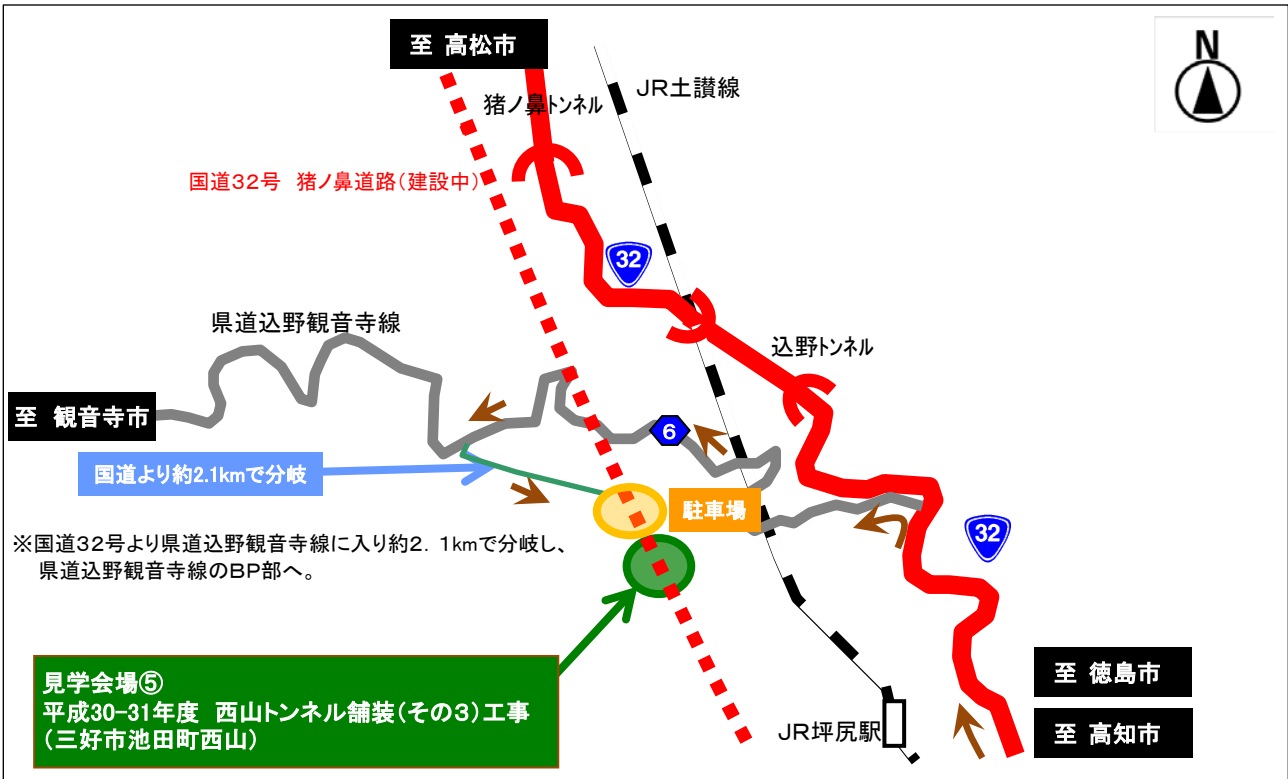 至 高松市
N
JR土讃線
猪ノ鼻トンネル
国道32号 猪ノ鼻道路(建設中)
32
県道込野観音寺線
込野トンネル
至 観音寺市
6
国道より約2.1kmで分岐
駐車場
32
※国道32号より県道込野観音寺線に入り約2. 1kmで分岐し、
県道込野観音寺線のBP部へ。
見学会場⑤
平成30-31年度 西山トンネル舗装(その3)工事
(三好市池田町西山)
JR坪尻駅
至 徳島市
至 高知市